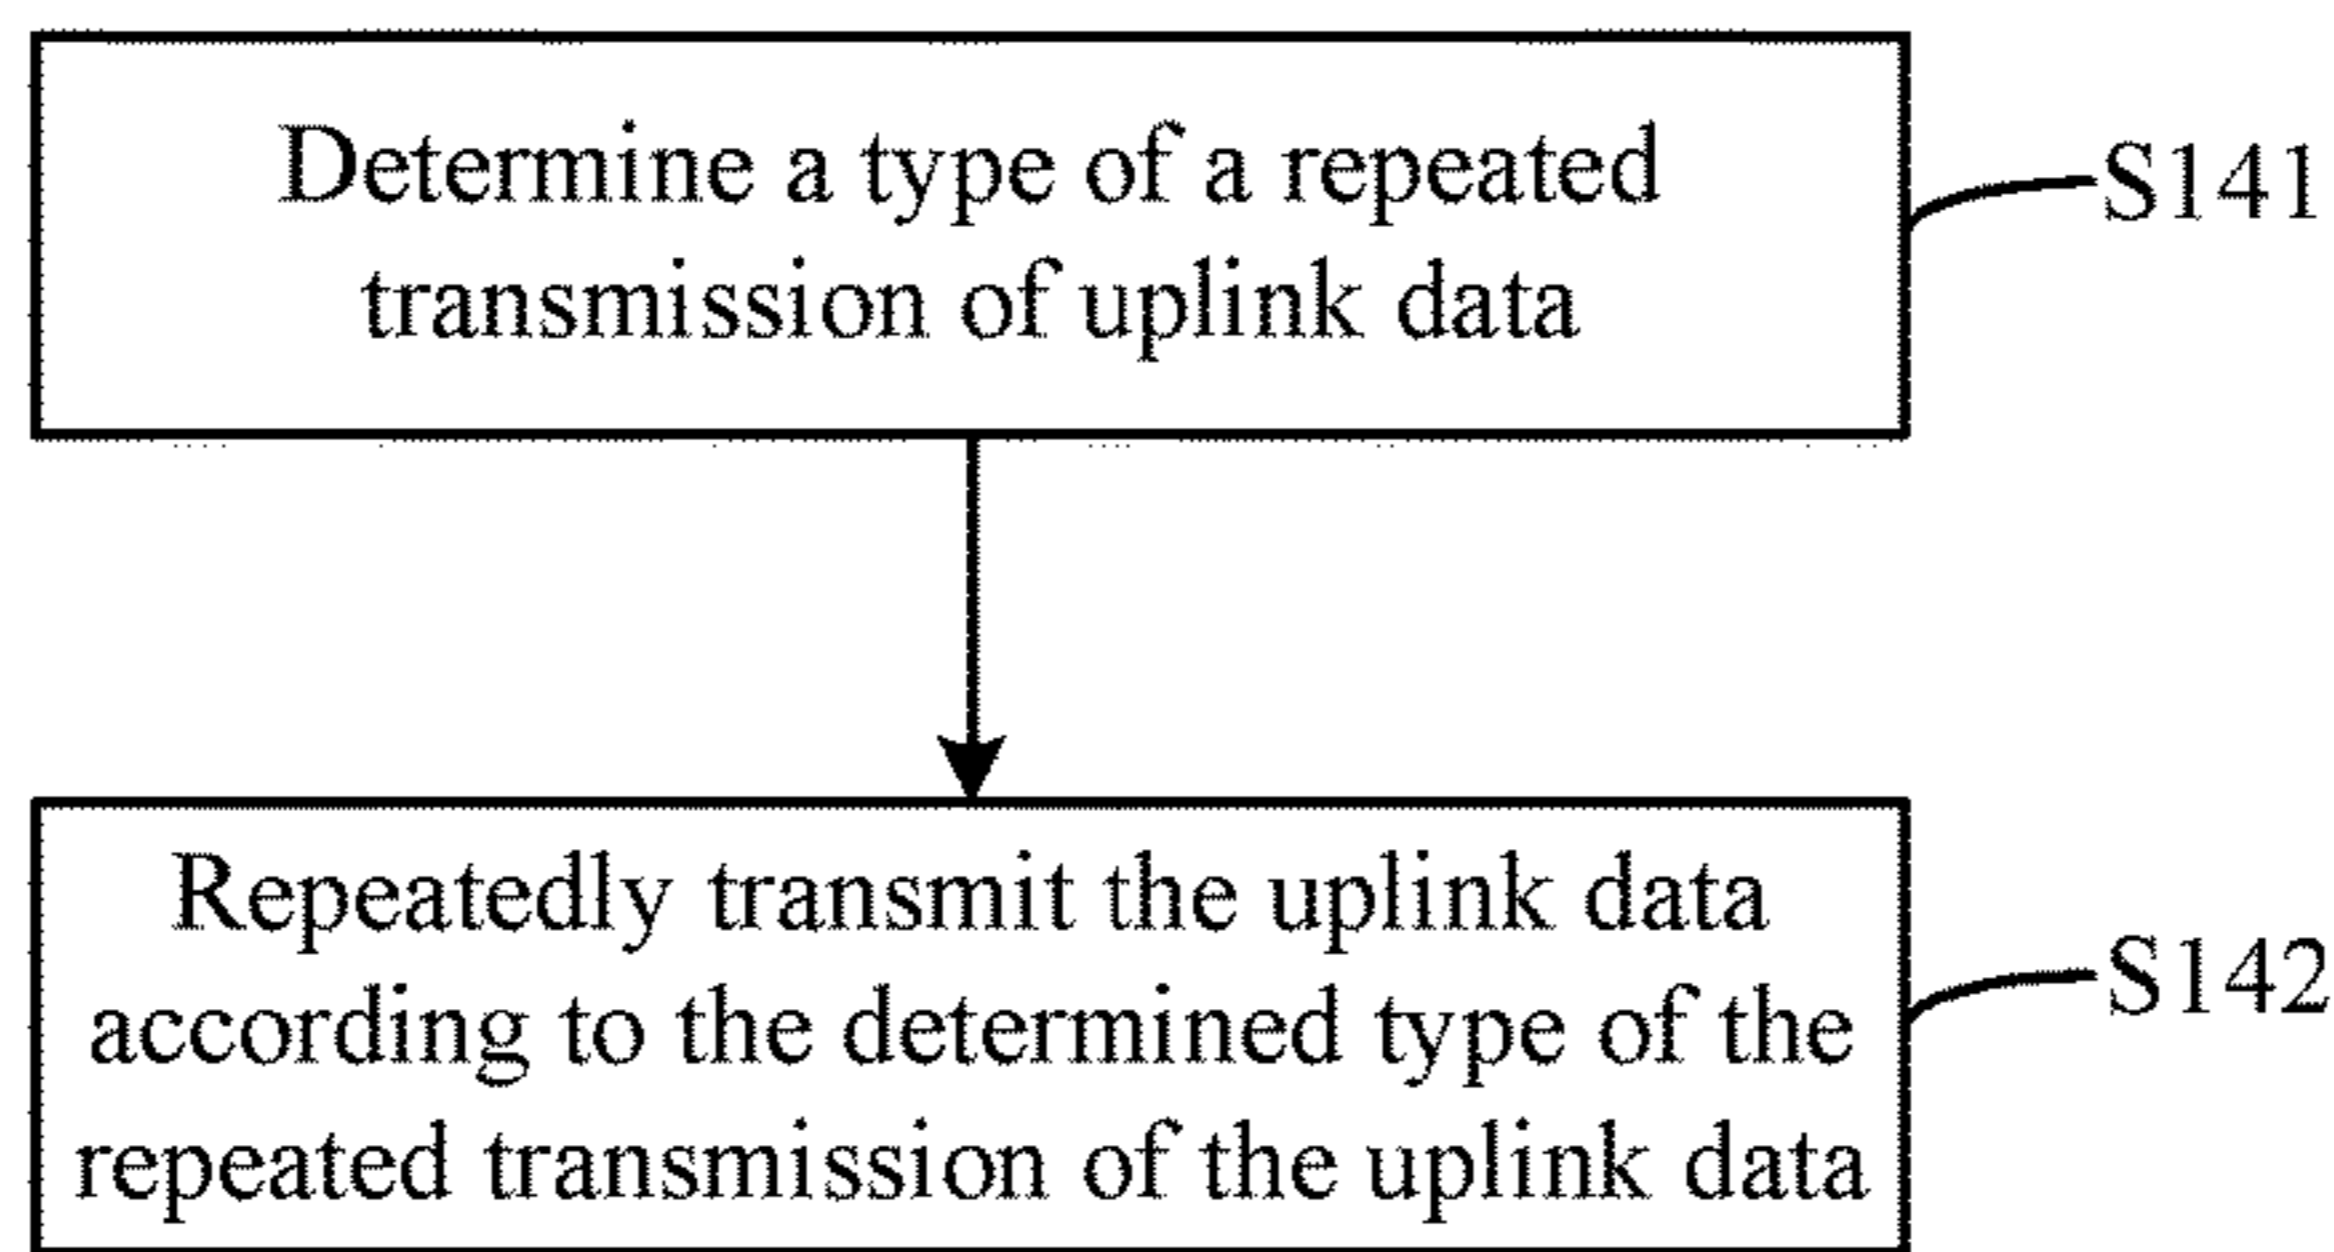 Determine a type of a repeated
transmission of uplink data
S141
Repeatedly transmit the uplink data
according to the determined type of the
repeated transmission of the uplink data
S142